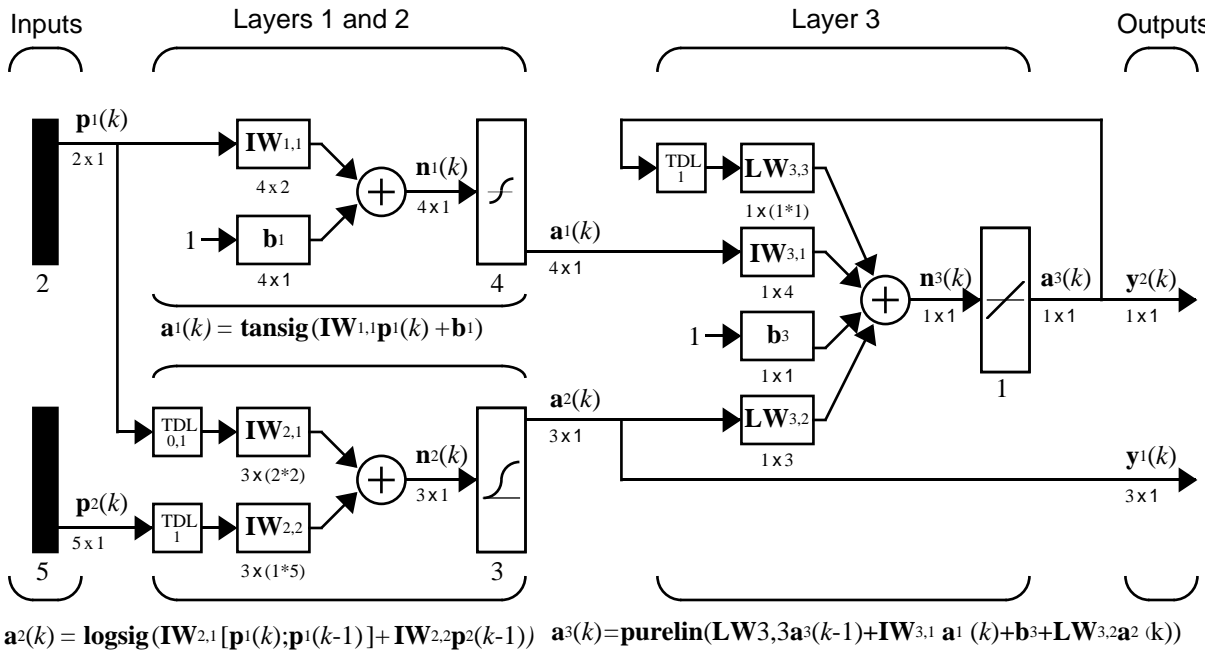 Inputs
Layers 1 and 2
Layer 3
Outputs
p1(k)
2 x 1
2
IW1,1
4 x 2
1
b1
4 x 1
n1(k)
4 x 1
4
a1(k) = tansig (IW1,1p1(k) +b1)
a1(k)
4 x 1
TDL
1
LW3,3
1 x (1*1)
IW3,1
1 x 4
1
b3
1 x 1
n3(k)
1 x 1
1
a3(k)
1 x 1
y2(k)
1 x 1
TDL
0,1
IW2,1
3 x (2*2)
n2(k)
3 x 1
3
a2(k)
3 x 1
LW3,2
1 x 3
y1(k)
3 x 1
p2(k)
5 x 1
5
TDL
1
IW2,2
3 x (1*5)
a2(k) = logsig (IW2,1 [p1(k);p1(k-1) ]+ IW2,2p2(k-1))
a3(k)=purelin(LW3,3a3(k-1)+IW3,1 a1 (k)+b3+LW3,2a2 (k))